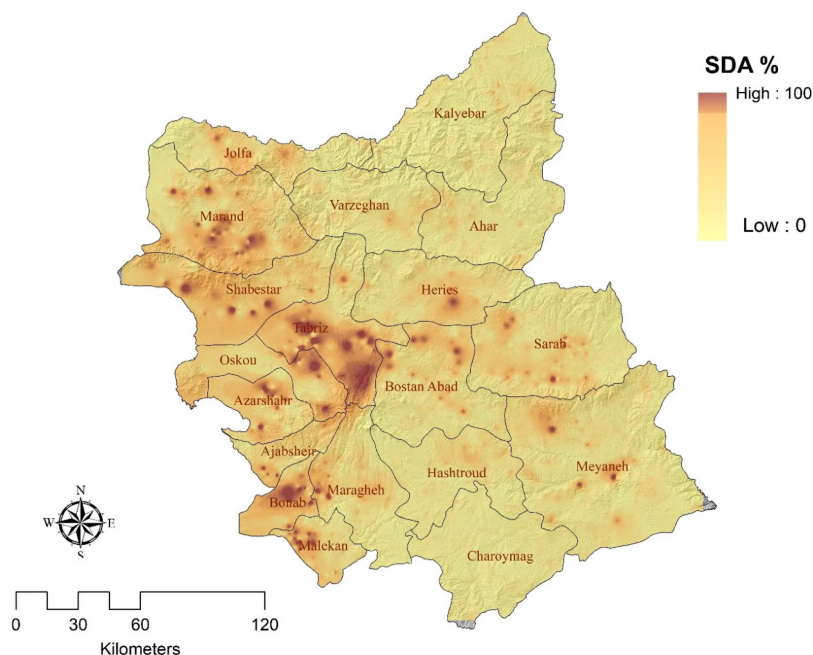 SDA %
High : 100
Low : 0
Kalyebar
Jolfa
Marand
Varzeghan
Ahar
Shabestar
Heries
Tabriz
Sarab
Oskou
Bostan Abad
Azarshahr
Ajabsheir
Hashtroud
Meyaneh
Bonab
Maragheh
Malekan
Charoymag
N
W E
S
0 30 60 120
Kilometers